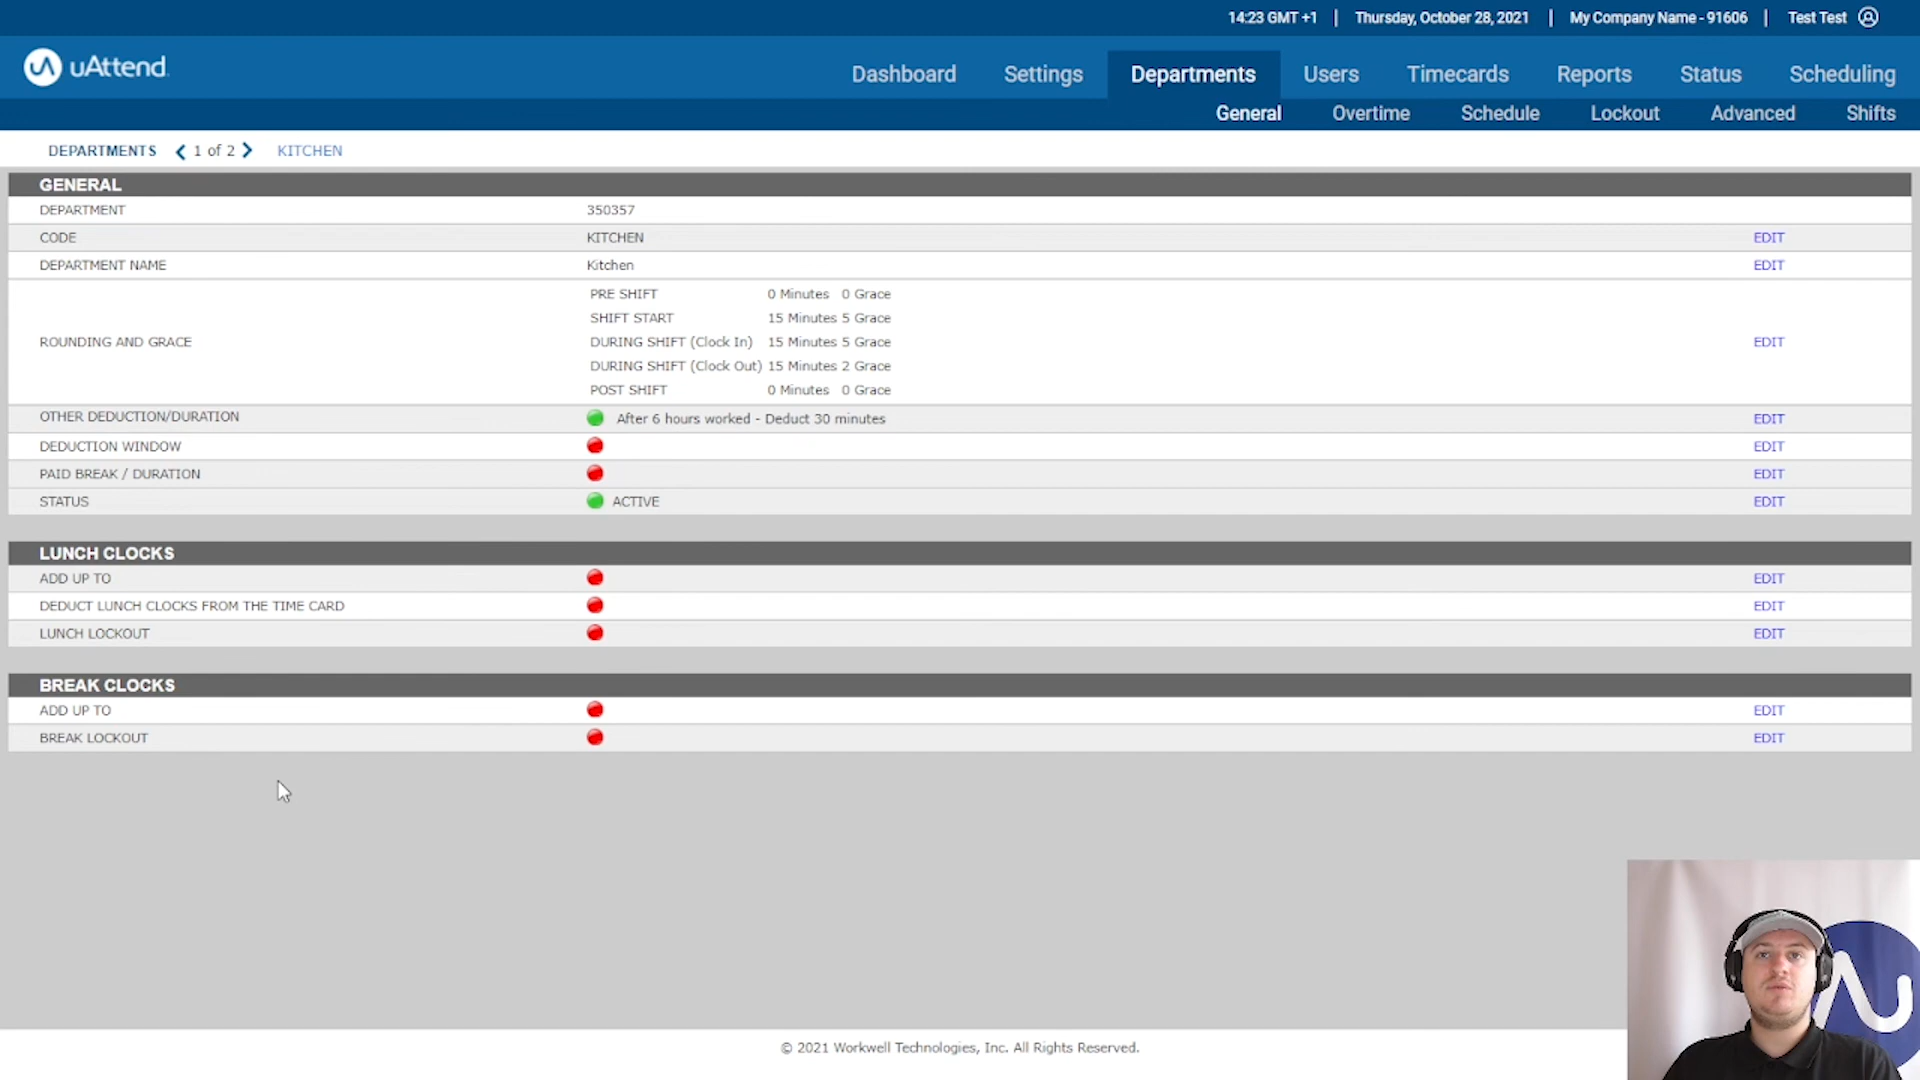 14:23 GMT +1 | Thursday, October 28, 2021 | My Company Name - 91606 | Test Test
uAttend
Dashboard Settings Departments Users Timecards Reports Status Scheduling
General Overtime Schedule Lockout Advanced Shifts
DEPARTMENTS 1 of 2 KITCHEN
GENERAL
DEPARTMENT 350357
CODE KITCHEN EDIT
DEPARTMENT NAME Kitchen EDIT
PRE SHIFT 0 Minutes 0 Grace
SHIFT START 15 Minutes 5 Grace
ROUNDING AND GRACE DURING SHIFT (Clock In) 15 Minutes 5 Grace EDIT
DURING SHIFT (Clock Out) 15 Minutes 2 Grace
POST SHIFT 0 Minutes 0 Grace
OTHER DEDUCTION/DURATION After 6 hours worked - Deduct 30 minutes EDIT
DEDUCTION WINDOW EDIT
PAID BREAK / DURATION EDIT
STATUS ACTIVE EDIT
LUNCH CLOCKS
ADD UP TO EDIT
DEDUCT LUNCH CLOCKS FROM THE TIME CARD EDIT
LUNCH LOCKOUT EDIT
BREAK CLOCKS
ADD UP TO EDIT
BREAK LOCKOUT EDIT
© 2021 Workwell Technologies, Inc. All Rights Reserved.